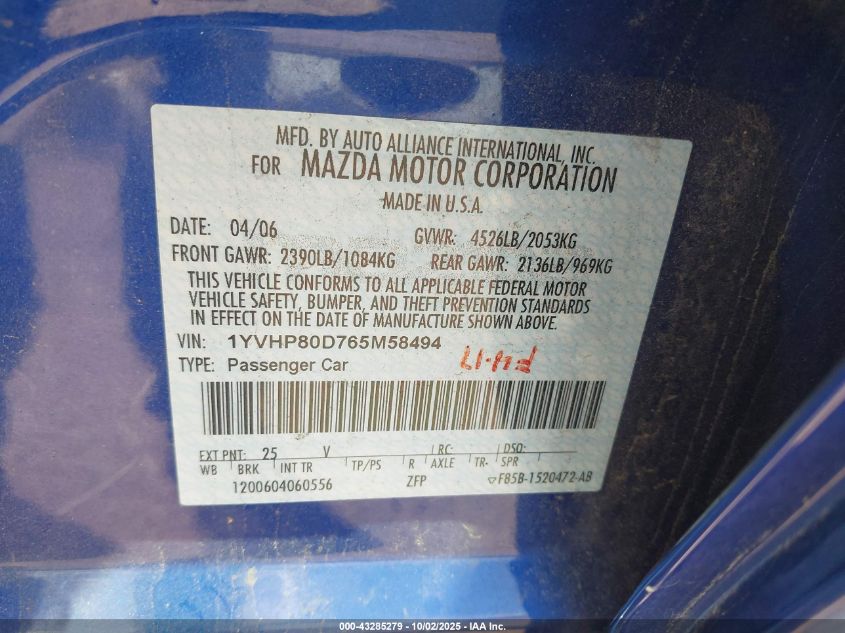 MFD. BY AUTO ALLIANCE INTERNATIONAL, INC.
FOR MAZDA MOTOR CORPORATION
MADE IN U.S.A.
DATE: 04/06 GVWR: 4526LB/2053KG
FRONT GAWR: 2390LB/1084KG REAR GAWR: 2136LB/969KG
THIS VEHICLE CONFORMS TO ALL APPLICABLE FEDERAL MOTOR
VEHICLE SAFETY, BUMPER, AND THEFT PREVENTION STANDARDS
IN EFFECT ON THE DATE OF MANUFACTURE SHOWN ABOVE.
VIN: 1YVHP80D765M58494
TYPE: Passenger Car
EXT PNT: 25 V RC: DSO:
WB BRK INT TR TP/PS R AXLE TR- SPR
1200604060556 ZFP ▽F85B-1520472-AB
000-43285279 - 10/02/2025 - IAA Inc.